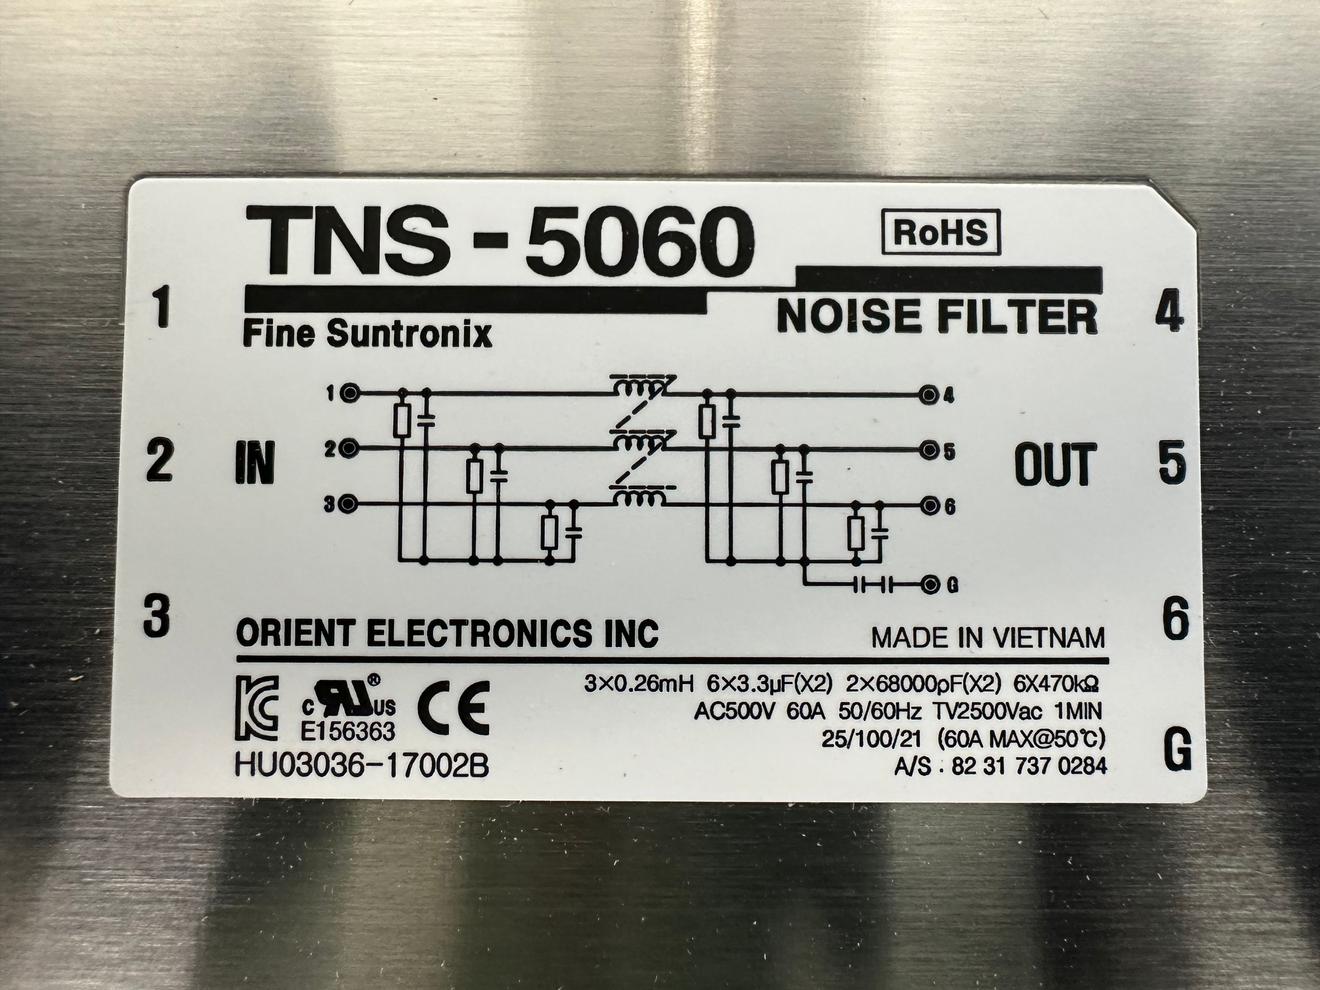 TNS-5060
RoHS
Fine Suntronix
NOISE FILTER
1
2
3
IN
1
2
3
4
5
6
G
OUT
4
5
6
G
ORIENT ELECTRONICS INC
MADE IN VIETNAM
c RU® US
E156363
CE
HU03036-17002B
3×0.26mH 6×3.3μF(X2) 2×68000pF(X2) 6X470kΩ
AC500V 60A 50/60Hz TV2500Vac 1MIN
25/100/21 (60A MAX@50℃)
A/S : 82 31 737 0284